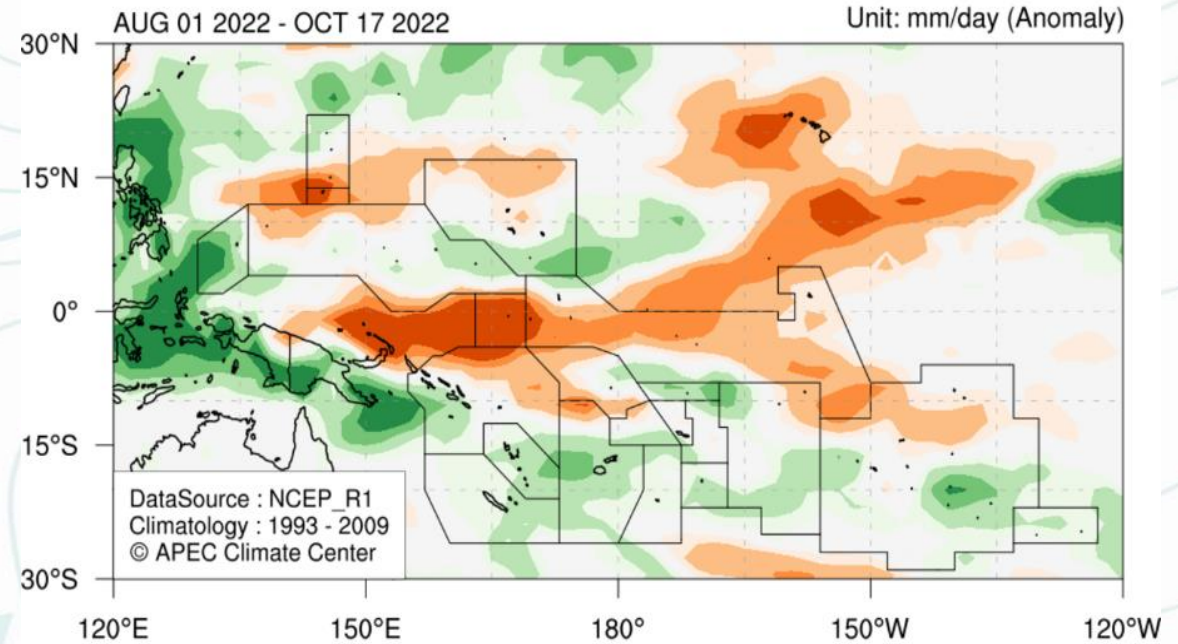 AUG 01 2022 - OCT 17 2022
Unit: mm/day (Anomaly)
30°N
15°N
0°
15°S
30°S
DataSource : NCEP_R1
Climatology : 1993 - 2009
© APEC Climate Center
120°E
150°E
180°
150°W
120°W